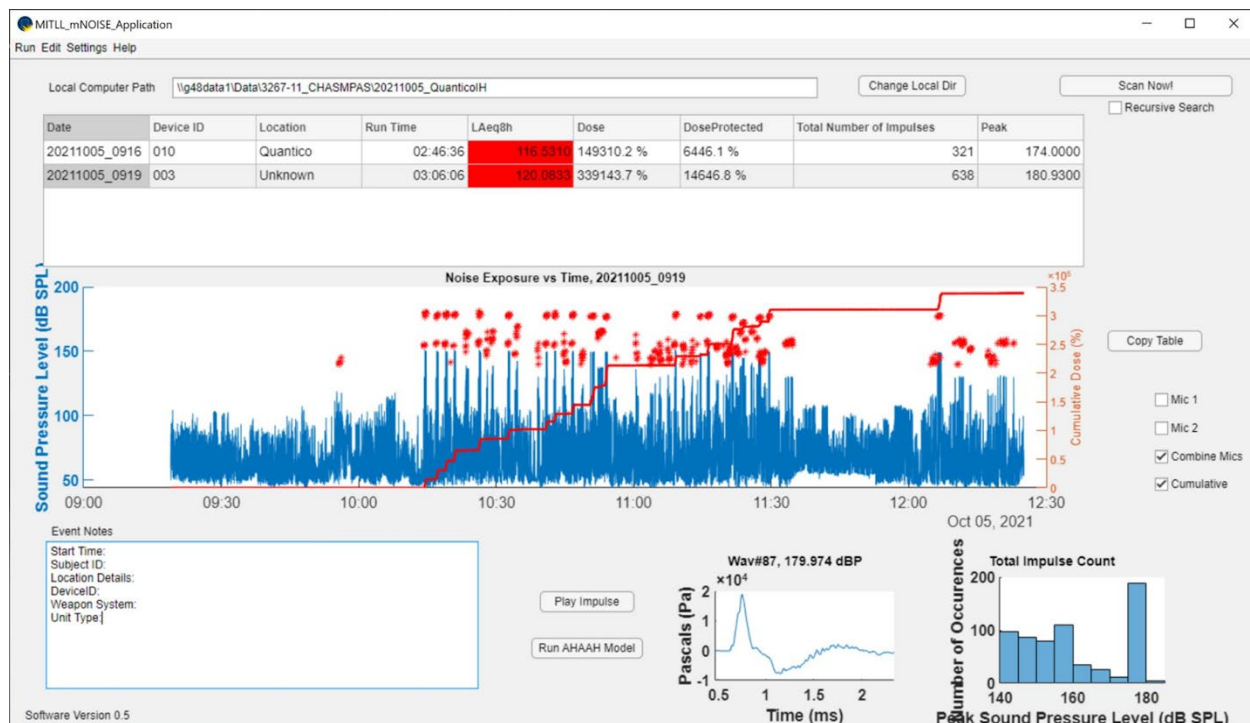 MITLL_mNOISE_Application
Run Edit Settings Help
Local Computer Path \\g48data1\Data\3267-11_CHASMPAS\20211005_QuanticoIH Change Local Dir Scan Now!
Recursive Search
Date Device ID Location Run Time LAeq8h Dose DoseProtected Total Number of Impulses Peak
20211005_0916 010 Quantico 02:46:36 116.5310 149310.2 % 6446.1 % 321 174.0000
20211005_0919 003 Unknown 03:06:06 120.0833 339143.7 % 14646.8 % 638 180.9300
Noise Exposure vs Time, 20211005_0919
×10⁵
Sound Pressure Level (dB SPL)
200
150
100
50
3.5
3
2.5
2
1.5
1
0.5
0
Cumulative Dose (%)
09:00 09:30 10:00 10:30 11:00 11:30 12:00 12:30
Oct 05, 2021
Copy Table
Mic 1
Mic 2
Combine Mics
Cumulative
Event Notes
Start Time:
Subject ID:
Location Details:
DeviceID:
Weapon System:
Unit Type:
Play Impulse
Run AHAAH Model
Wav#87, 179.974 dBP
×10⁴
Pascals (Pa)
2
1
0
-1
0.5 1 1.5 2
Time (ms)
Total Impulse Count
Number of Occurences
200
100
0
140 160 180
Peak Sound Pressure Level (dB SPL)
Software Version 0.5